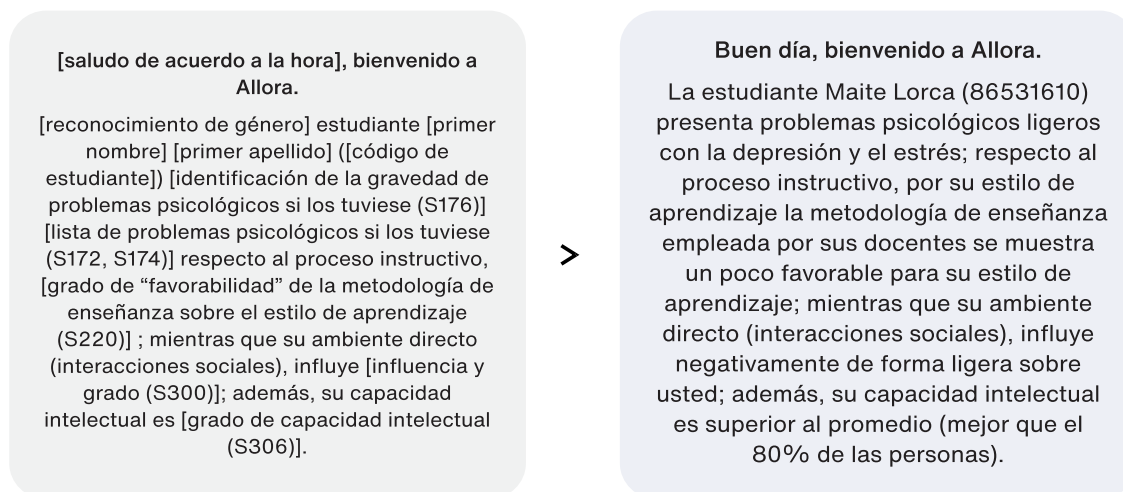 [saludo de acuerdo a la hora], bienvenido a
Allora.
[reconocimiento de género] estudiante [primer
nombre] [primer apellido] ([código de
estudiante]) [identificación de la gravedad de
problemas psicológicos si los tuviese (S176)]
[lista de problemas psicológicos si los tuviese
(S172, S174)] respecto al proceso instructivo,
[grado de “favorabilidad” de la metodología de
enseñanza sobre el estilo de aprendizaje
(S220)] ; mientras que su ambiente directo
(interacciones sociales), influye [influencia y
grado (S300)]; además, su capacidad
intelectual es [grado de capacidad intelectual
(S306)].
>
Buen día, bienvenido a Allora.
La estudiante Maite Lorca (86531610)
presenta problemas psicológicos ligeros
con la depresión y el estrés; respecto al
proceso instructivo, por su estilo de
aprendizaje la metodología de enseñanza
empleada por sus docentes se muestra
un poco favorable para su estilo de
aprendizaje; mientras que su ambiente
directo (interacciones sociales), influye
negativamente de forma ligera sobre
usted; además, su capacidad intelectual
es superior al promedio (mejor que el
80% de las personas).